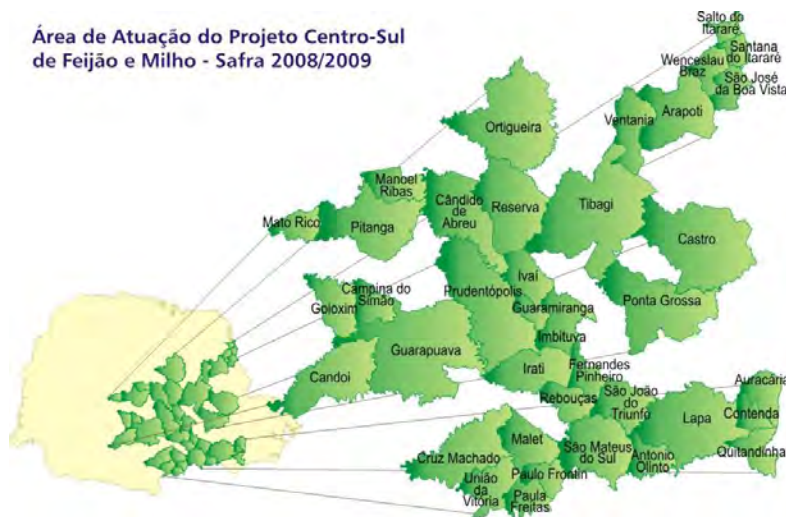 Área de Atuação do Projeto Centro-Sul
de Feijão e Milho - Safra 2008/2009
Salto do
Itararé
Santana
do Itararé
Wenceslau
Braz
São José
da Boa Vista
Ventania
Arapoti
Ortigueira
Manoel
Ribas
Mato Rico
Pitanga
Cândido
de
Abreu
Reserva
Tibagi
Castro
Ivaí
Campina do
Simão
Goioxim
Prudentópolis
Guaramiranga
Ponta Grossa
Imbituva
Guarapuava
Candoi
Irati
Fernandes
Pinheiro
Rebouças
São João
do
Triunfo
Auracária
Lapa
Contenda
Quitandinha
Malet
São Mateus
do Sul
Antonio
Olinto
Cruz Machado
Paulo Frontin
União
da
Vitória
Paula
Freitas